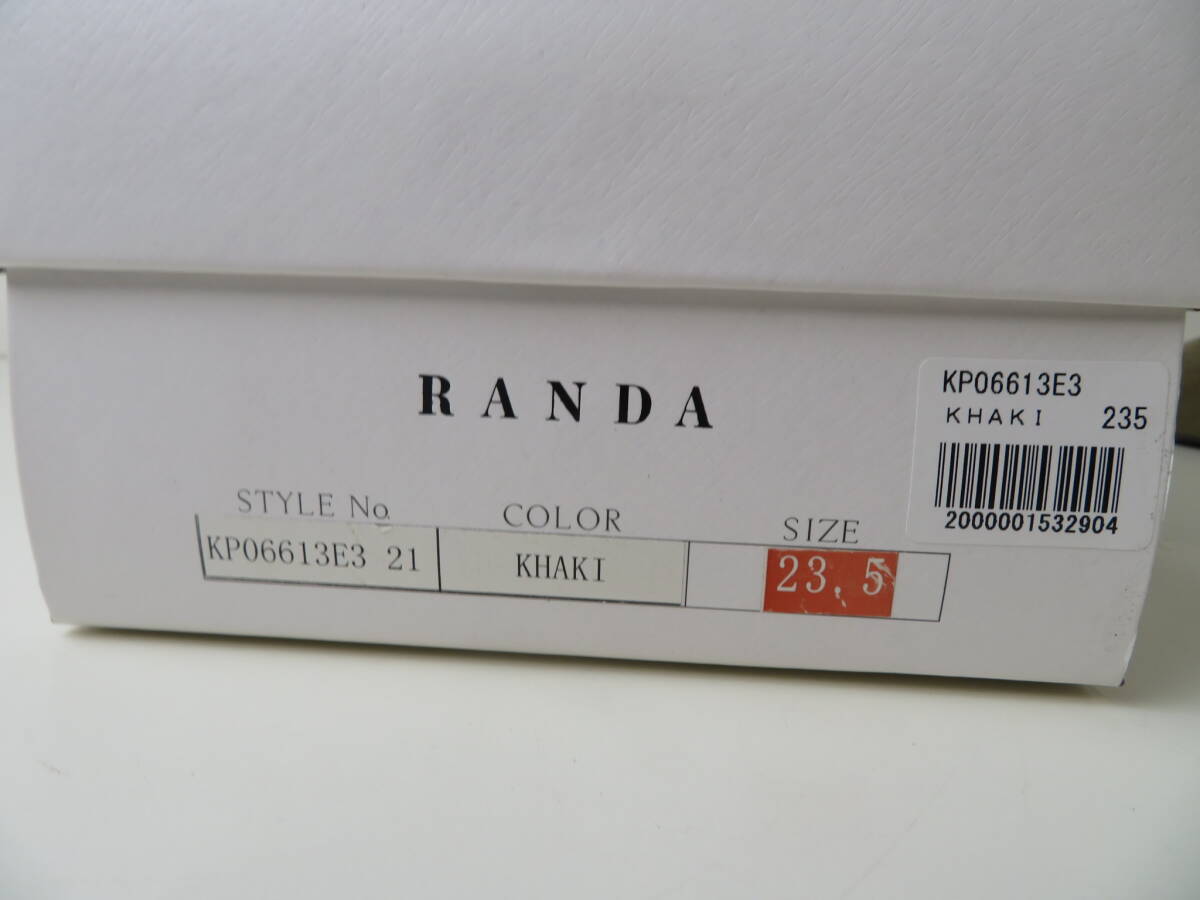 RANDA
STYLE No.
COLOR
SIZE
KP06613E3 21
KHAKI
23,5
KP06613E3
KHAKI 235
2000001532904